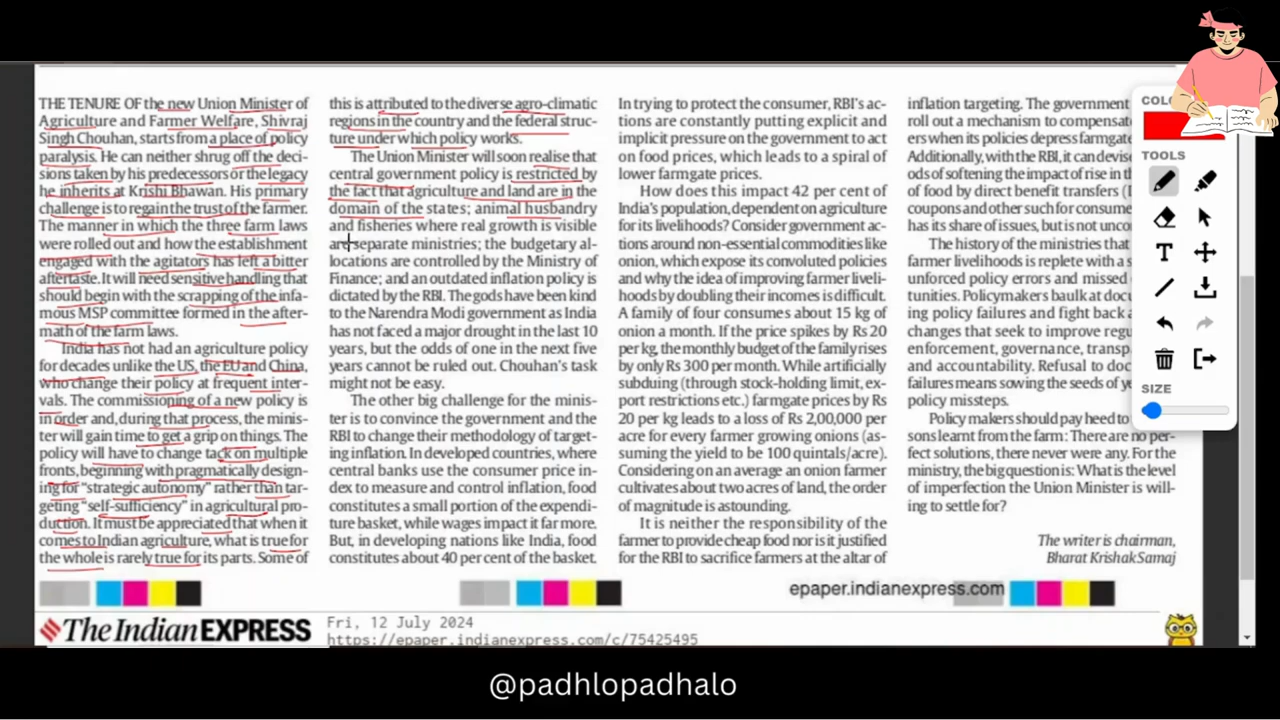 THE TENURE OF the new Union Minister of
Agriculture and Farmer Welfare, Shivraj
Singh Chouhan, starts from a place of policy
paralysis. He can neither shrug off the deci-
sions taken by his predecessors or the legacy
he inherits at Krishi Bhawan. His primary
challenge is to regain the trust of the farmer.
The manner in which the three farm laws
were rolled out and how the establishment
engaged with the agitators has left a bitter
aftertaste. It will need sensitive handling that
should begin with the scrapping of the infa-
mous MSP committee formed in the after-
math of the farm laws.
India has not had an agriculture policy
for decades unlike the US, the EU and China,
who change their policy at frequent inter-
vals. The commissioning of a new policy is
in order and, during that process, the minis-
ter will gain time to get a grip on things. The
policy will have to change tack on multiple
fronts, beginning with pragmatically design-
ing for “strategic autonomy” rather than tar-
geting “self-sufficiency” in agricultural pro-
duction. It must be appreciated that when it
comes to Indian agriculture, what is true for
the whole is rarely true for its parts. Some of
this is attributed to the diverse agro-climatic
regions in the country and the federal struc-
ture under which policy works.
The Union Minister will soon realise that
central government policy is restricted by
the fact that agriculture and land are in the
domain of the states; animal husbandry
and fisheries where real growth is visible
are separate ministries; the budgetary al-
locations are controlled by the Ministry of
Finance; and an outdated inflation policy is
dictated by the RBI. The gods have been kind
to the Narendra Modi government as India
has not faced a major drought in the last 10
years, but the odds of one in the next five
years cannot be ruled out. Chouhan's task
might not be easy.
The other big challenge for the minis-
ter is to convince the government and the
RBI to change their methodology of target-
ing inflation. In developed countries, where
central banks use the consumer price in-
dex to measure and control inflation, food
constitutes a small portion of the expendi-
ture basket, while wages impact it far more.
But, in developing nations like India, food
constitutes about 40 per cent of the basket.
In trying to protect the consumer, RBI's ac-
tions are constantly putting explicit and
implicit pressure on the government to act
on food prices, which leads to a spiral of
lower farmgate prices.
How does this impact 42 per cent of
India's population, dependent on agriculture
for its livelihoods? Consider government ac-
tions around non-essential commodities like
onion, which expose its convoluted policies
and why the idea of improving farmer liveli-
hoods by doubling their incomes is difficult.
A family of four consumes about 15 kg of
onion a month. If the price spikes by Rs 20
per kg, the monthly budget of the family rises
by only Rs 300 per month. While artificially
subduing (through stock-holding limit, ex-
port restrictions etc.) farmgate prices by Rs
20 per kg leads to a loss of Rs 2,00,000 per
acre for every farmer growing onions (as-
suming the yield to be 100 quintals/acre).
Considering on an average an onion farmer
cultivates about two acres of land, the order
of magnitude is astounding.
It is neither the responsibility of the
farmer to provide cheap food nor is it justified
for the RBI to sacrifice farmers at the altar of
inflation targeting. The government
roll out a mechanism to compensat
ers when its policies depress farmgat
Additionally, with the RBI, it can devis
ods of softening the impact of rise in t
of food by direct benefit transfers (
coupons and other such for consume
has its share of issues, but is not unco
The history of the ministries that
farmer livelihoods is replete with a s
unforced policy errors and missed
tunities. Policymakers baulk at docu
ing policy failures and fight back a
changes that seek to improve regu
enforcement, governance, transp
and accountability. Refusal to doc
failures means sowing the seeds of ye
policy missteps.
Policy makers should pay heed to
sons learnt from the farm: There are no per-
fect solutions, there never were any. For the
ministry, the big question is: What is the level
of imperfection the Union Minister is will-
ing to settle for?
The writer is chairman,
Bharat Krishak Samaj
epaper.indianexpress.com
The Indian EXPRESS
Fri, 12 July 2024
https://epaper.indianexpress.com/c/75425495
COLO
TOOLS
T
SIZE
@padhlopadhalo